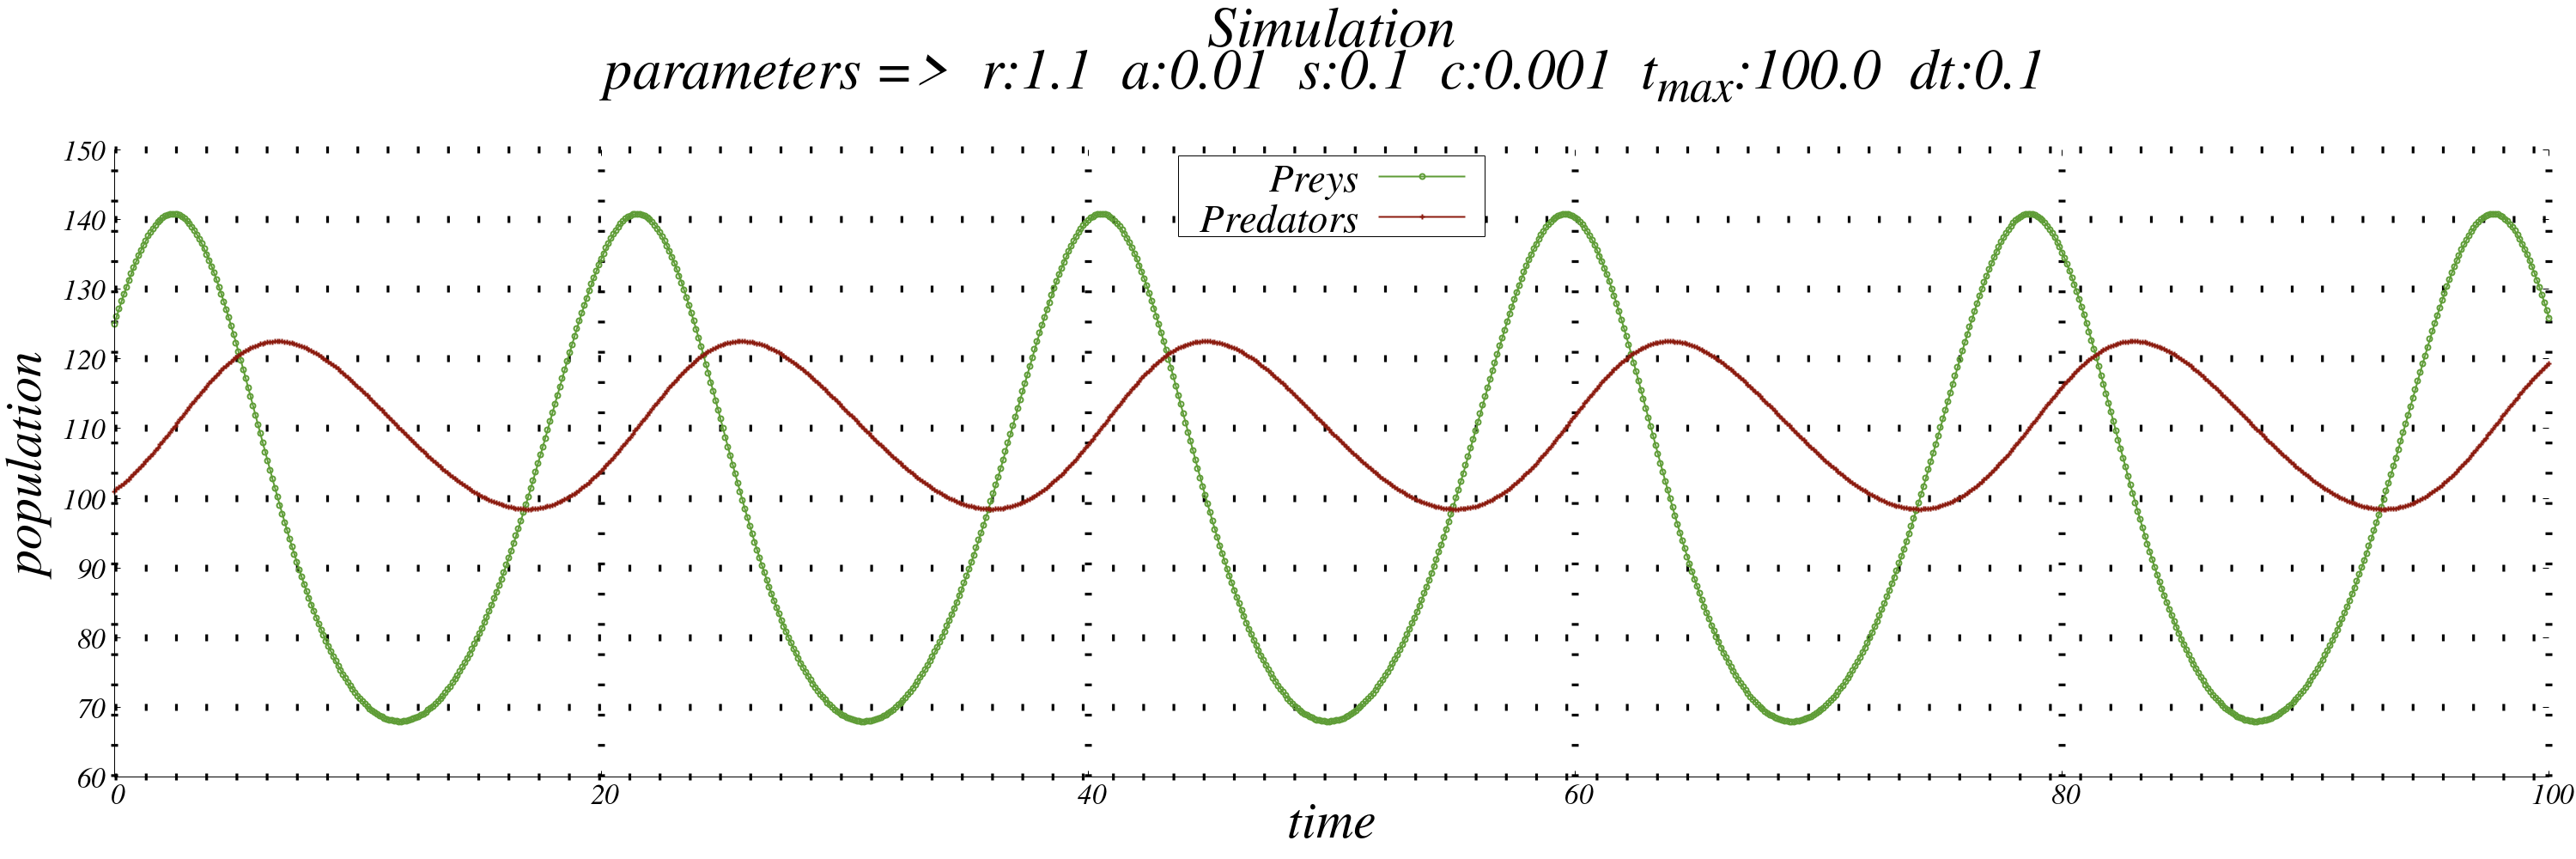 Simulation
parameters => r:1.1 a:0.01 s:0.1 c:0.001 tmax:100.0 dt:0.1
150
Preys
Predators
140
130
120
110
100
90
80
70
60
population
0 20 40 60 80 100
time